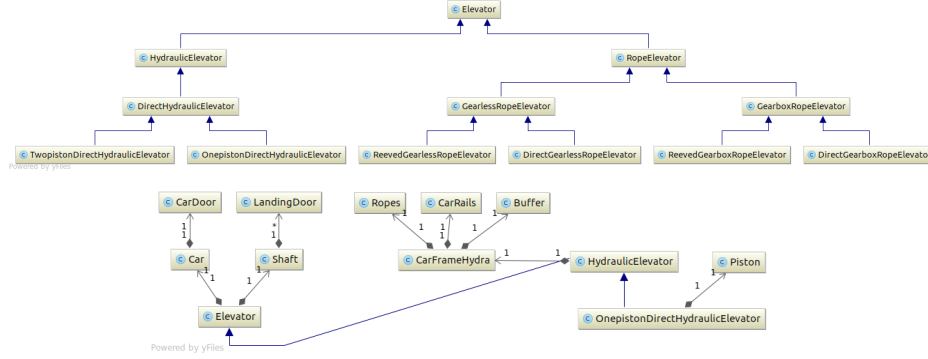 C Elevator
C HydraulicElevator
C RopeElevator
C DirectHydraulicElevator
C GearlessRopeElevator
C GearboxRopeElevator
C TwopistonDirectHydraulicElevator
C OnepistonDirectHydraulicElevator
C ReevedGearlessRopeElevator
C DirectGearlessRopeElevator
C ReevedGearboxRopeElevator
C DirectGearboxRopeElevato
Powered by yFiles
C CarDoor
C LandingDoor
C Ropes
C CarRails
C Buffer
1 * 1 1 1
1 1 1 1 1
C Car
C Shaft
C CarFrameHydra
1 1
C HydraulicElevator
C Piston
1 1 1
1 1 1
C Elevator
C OnepistonDirectHydraulicElevator
Powered by yFiles